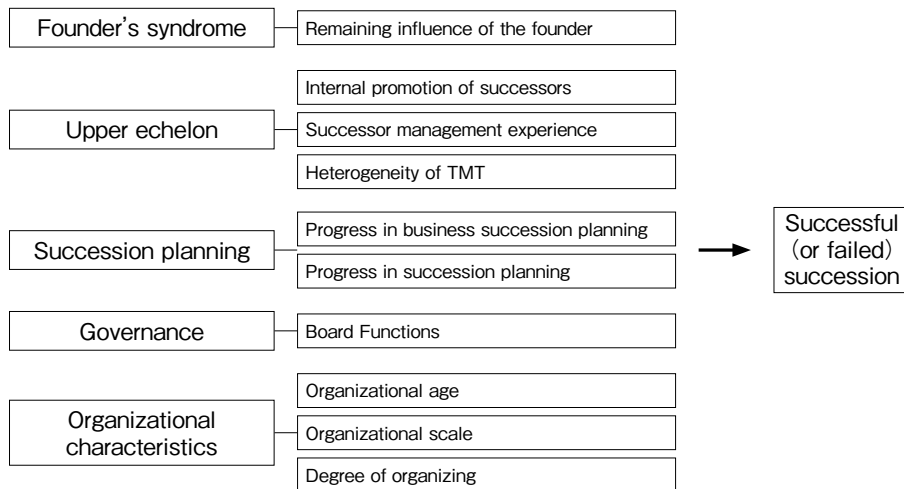 Founder's syndrome
Remaining influence of the founder
Upper echelon
Internal promotion of successors
Successor management experience
Heterogeneity of TMT
Succession planning
Progress in business succession planning
Progress in succession planning
Governance
Board Functions
Organizational
characteristics
Organizational age
Organizational scale
Degree of organizing
Successful
(or failed)
succession